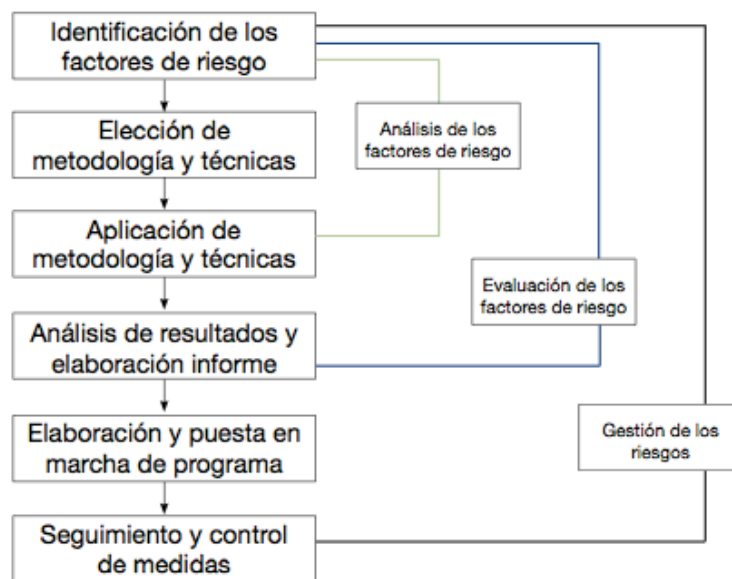 Identificación de los
factores de riesgo
Elección de
metodología y técnicas
Análisis de los
factores de riesgo
Aplicación de
metodología y técnicas
Evaluación de los
factores de riesgo
Análisis de resultados y
elaboración informe
Elaboración y puesta en
marcha de programa
Gestión de los
riesgos
Seguimiento y control
de medidas